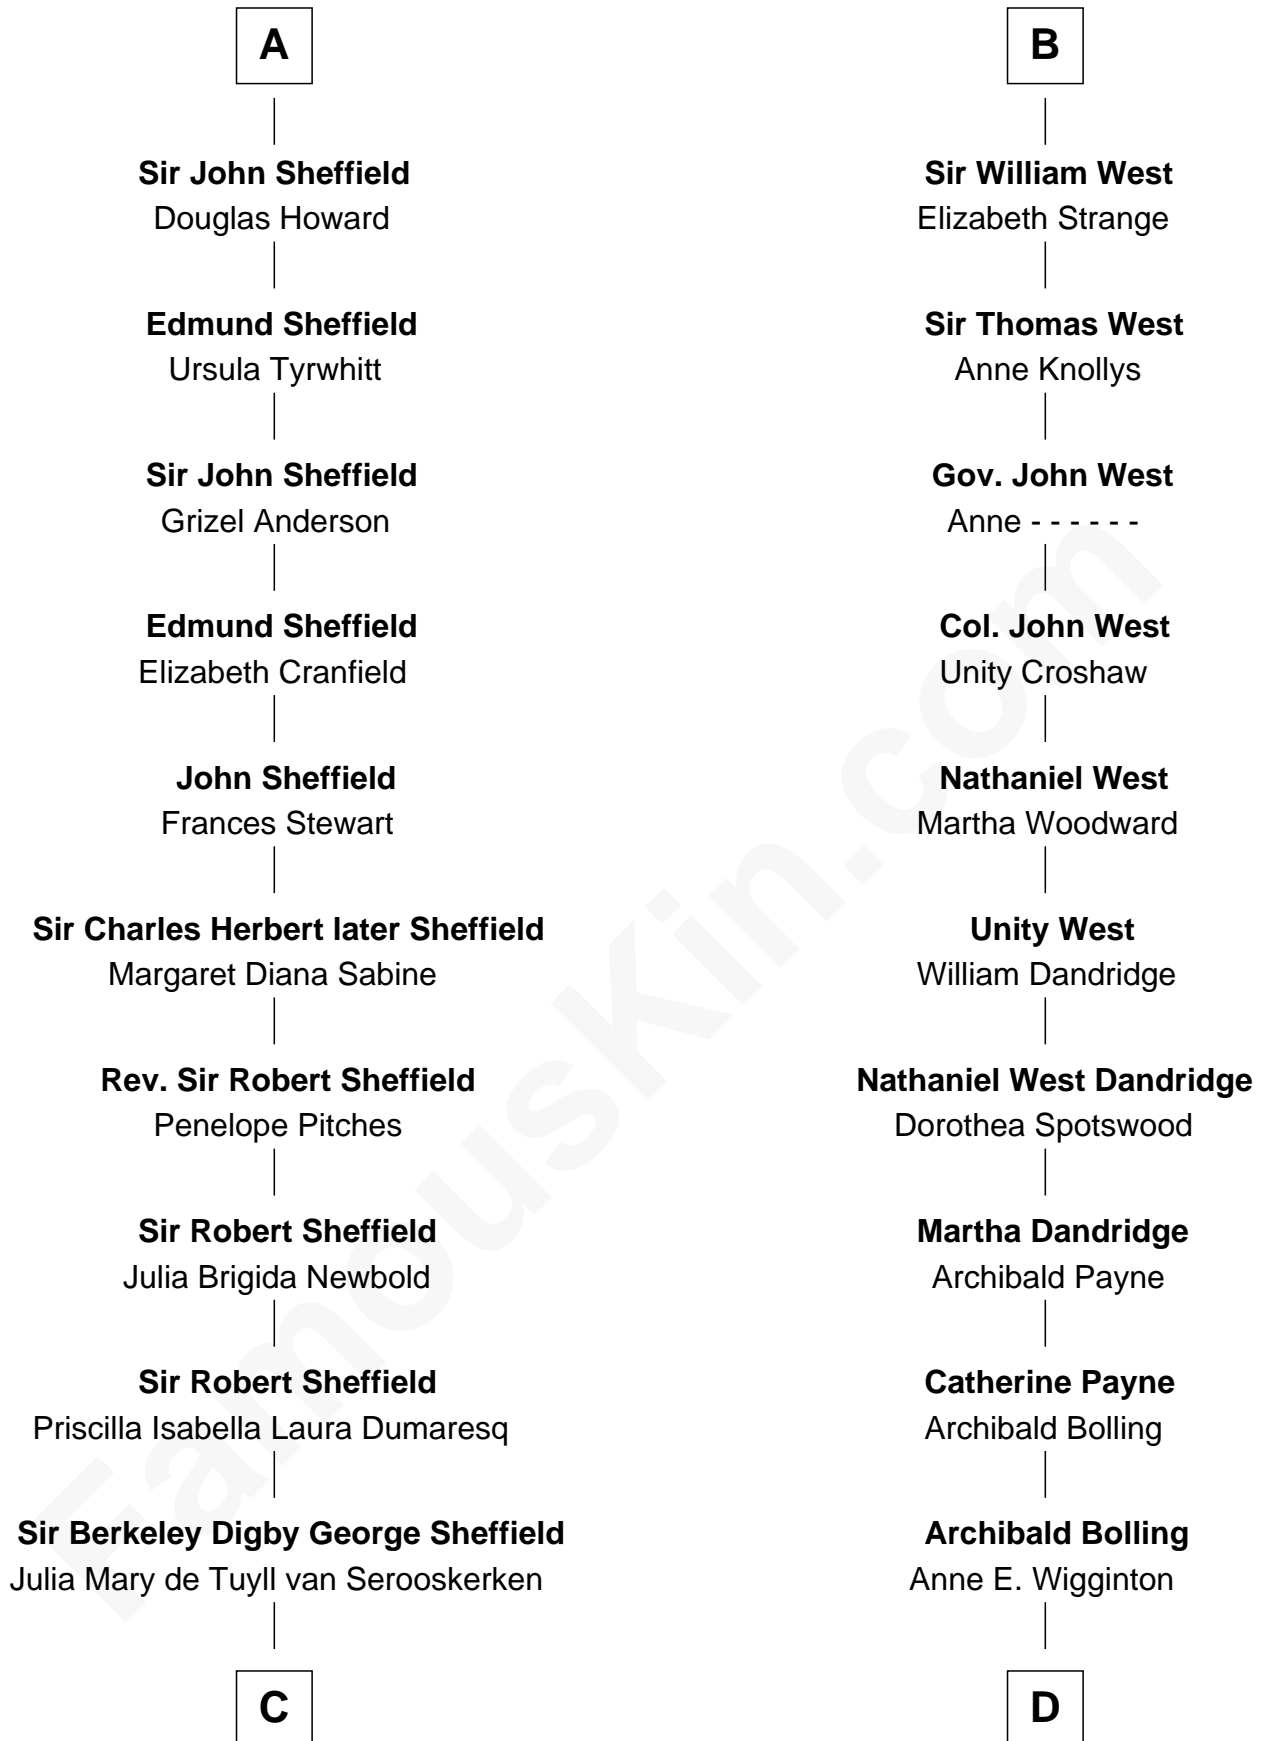 A
Sir John Sheffield
Douglas Howard
Edmund Sheffield
Ursula Tyrwhitt
Sir John Sheffield
Grizel Anderson
Edmund Sheffield
Elizabeth Cranfield
John Sheffield
Frances Stewart
Sir Charles Herbert later Sheffield
Margaret Diana Sabine
Rev. Sir Robert Sheffield
Penelope Pitches
Sir Robert Sheffield
Julia Brigida Newbold
Sir Robert Sheffield
Priscilla Isabella Laura Dumaresq
Sir Berkeley Digby George Sheffield
Julia Mary de Tuyll van Serooskerken
C
B
Sir William West
Elizabeth Strange
Sir Thomas West
Anne Knollys
Gov. John West
Anne - - - - - -
Col. John West
Unity Croshaw
Nathaniel West
Martha Woodward
Unity West
William Dandridge
Nathaniel West Dandridge
Dorothea Spotswood
Martha Dandridge
Archibald Payne
Catherine Payne
Archibald Bolling
Archibald Bolling
Anne E. Wigginton
D
FamousKin.com